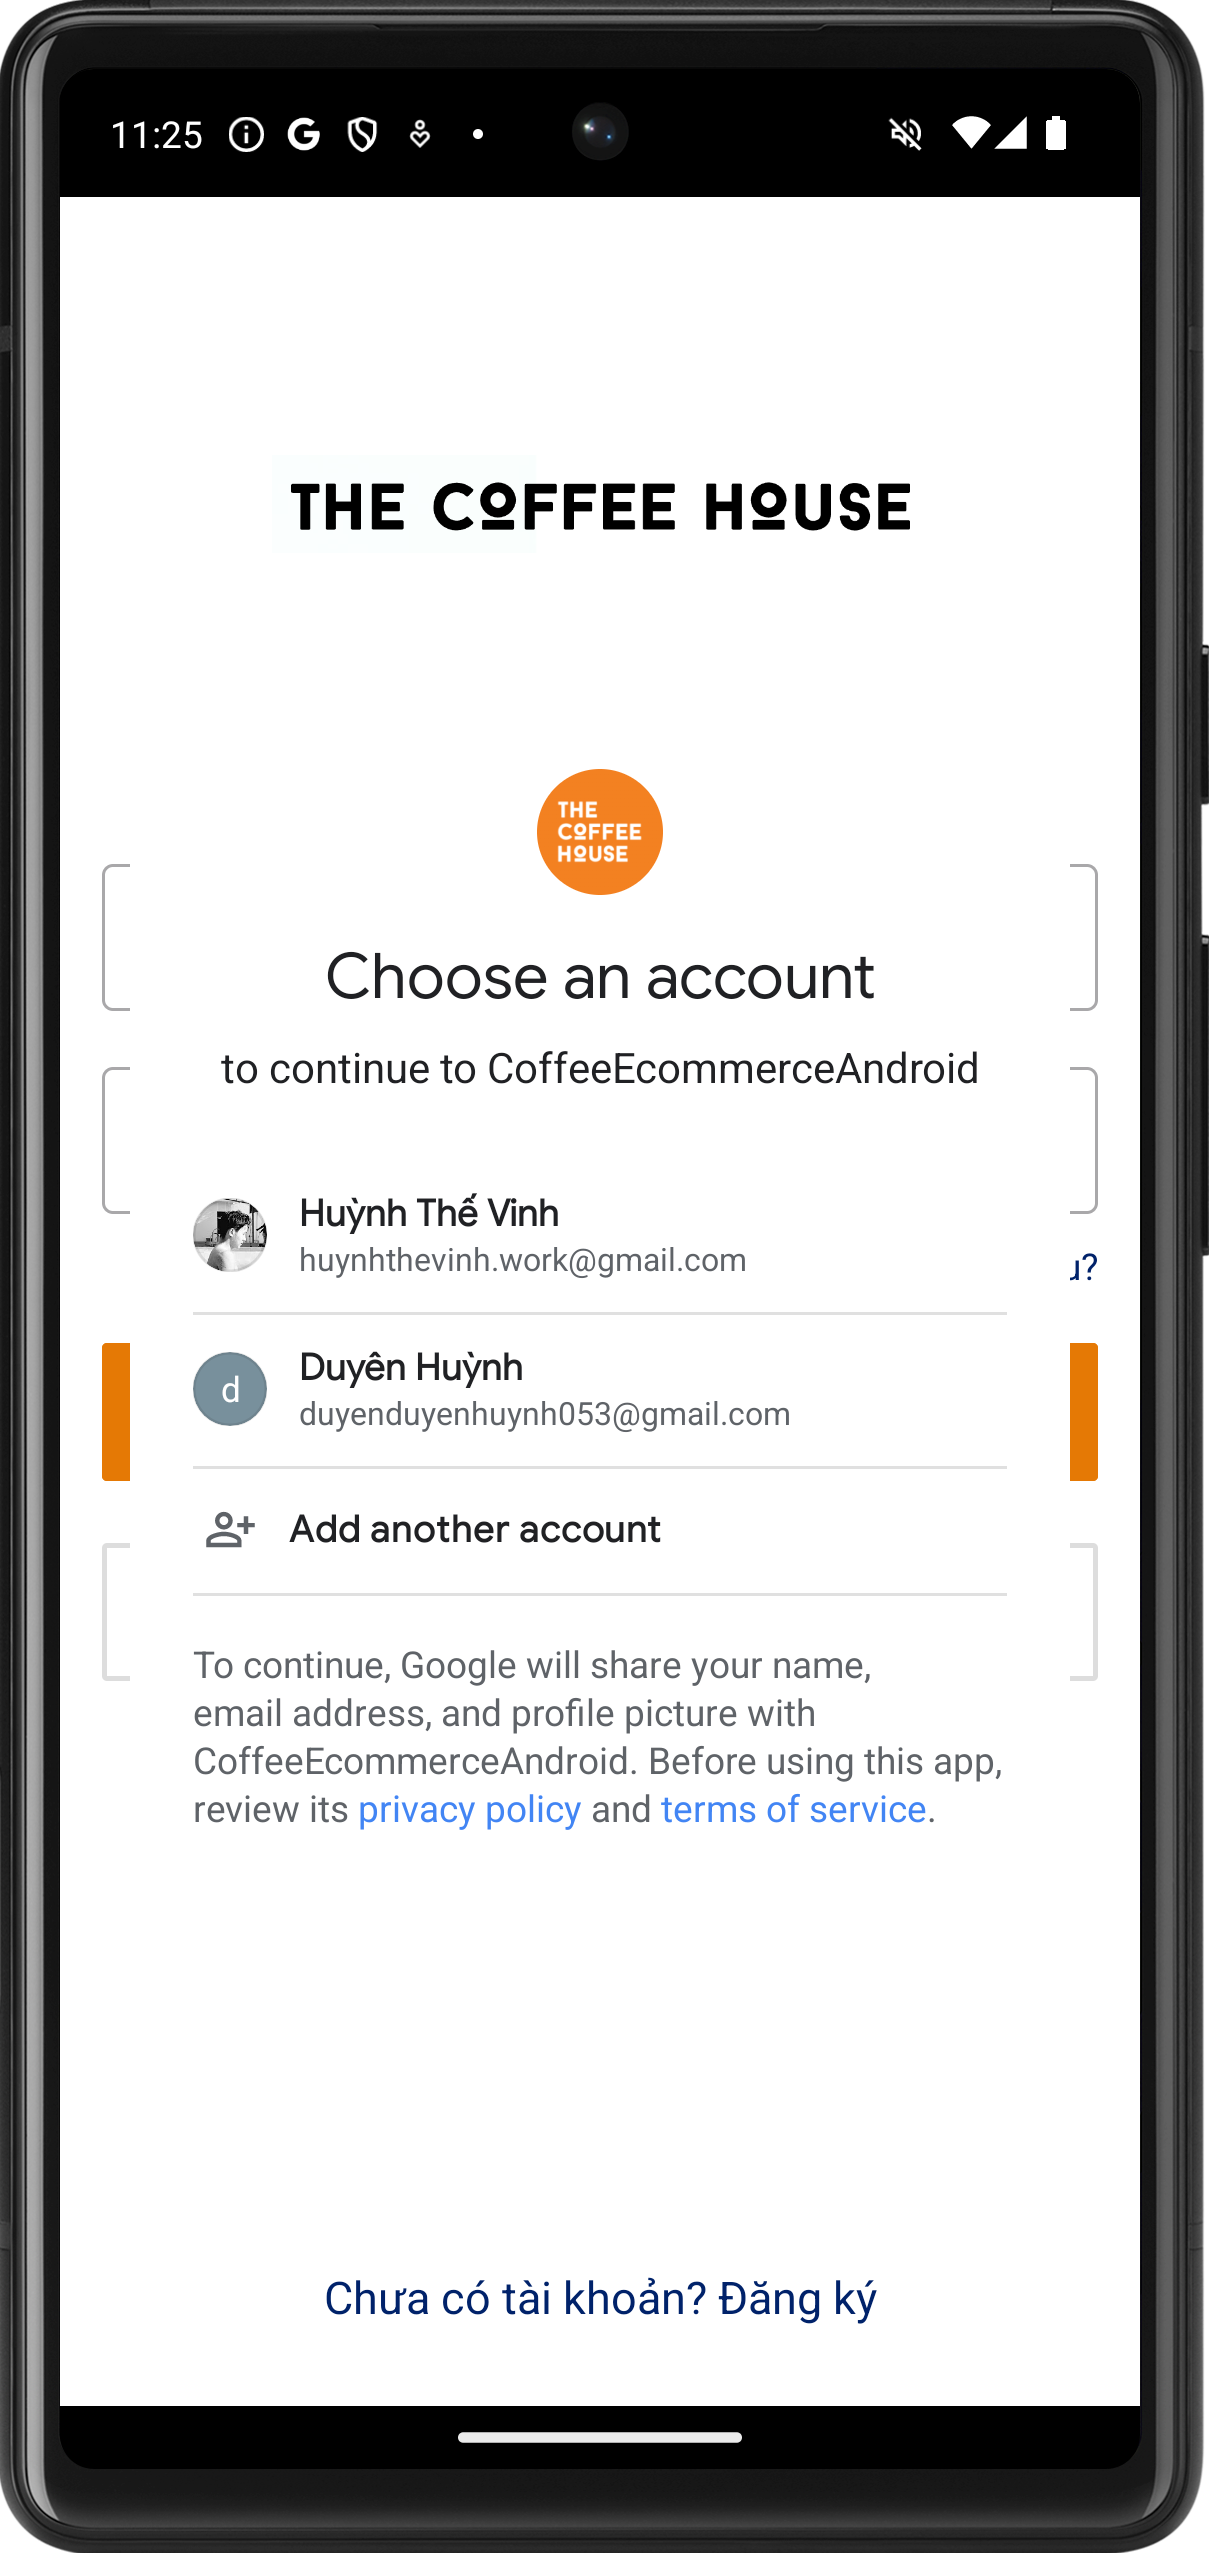 11:25
THE COFFEE HOUSE
THE
COFFEE
HOUSE
Choose an account
to continue to CoffeeEcommerceAndroid
Huỳnh Thế Vinh
huynhthevinh.work@gmail.com
d
Duyên Huỳnh
duyenduyenhuynh053@gmail.com
Add another account
To continue, Google will share your name,
email address, and profile picture with
CoffeeEcommerceAndroid. Before using this app,
review its privacy policy and terms of service.
Chưa có tài khoản? Đăng ký